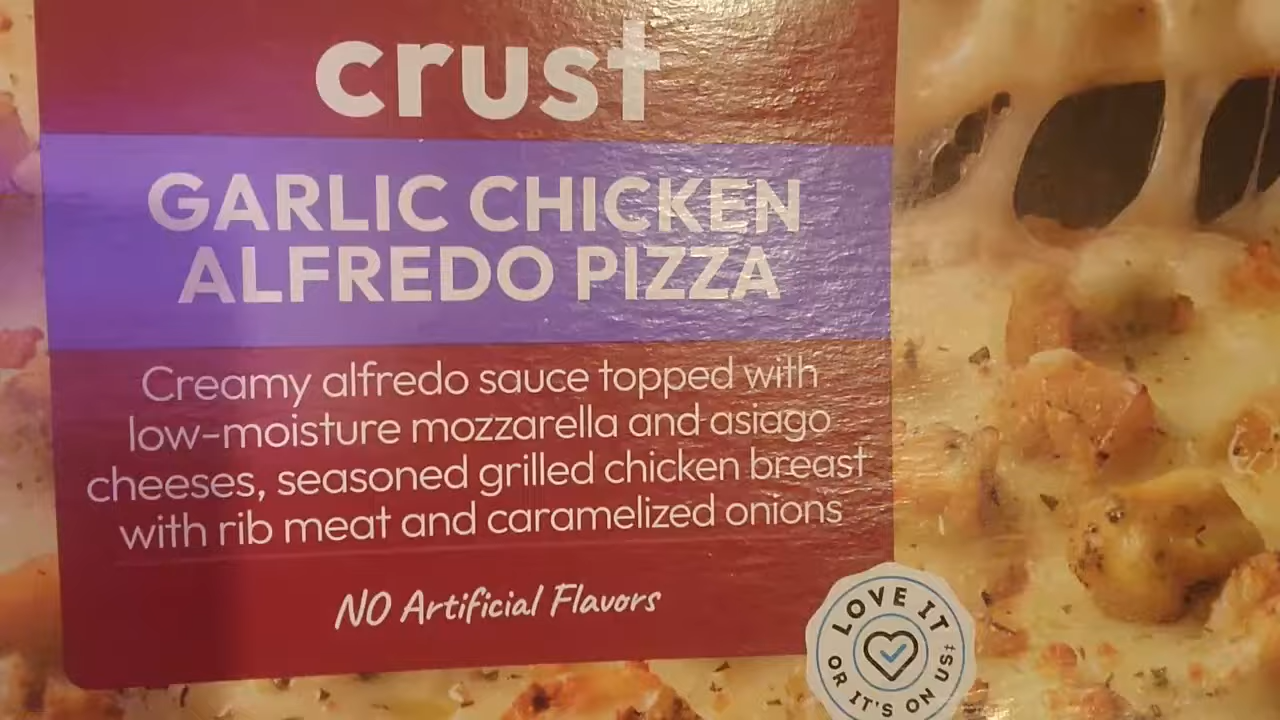 crust
GARLIC CHICKEN
ALFREDO PIZZA
Creamy alfredo sauce topped with
low-moisture mozzarella and asiago
cheeses, seasoned grilled chicken breast
with rib meat and caramelized onions
NO Artificial Flavors
LOVE IT
OR IT'S ON US‡